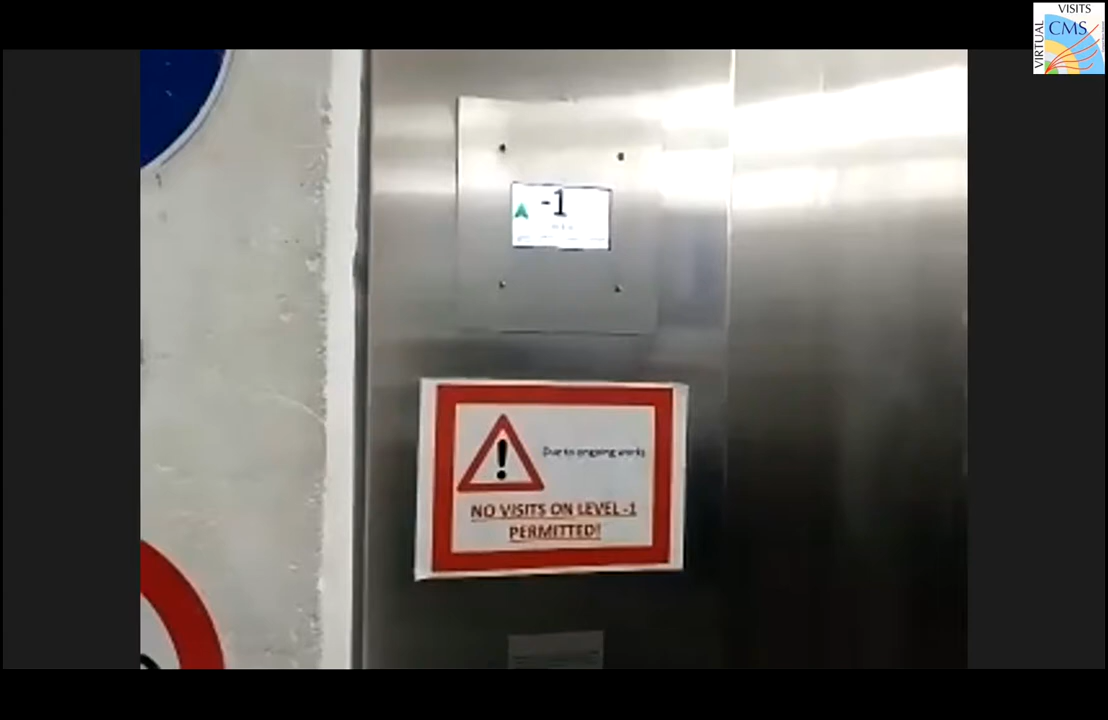 VISITS
VIRTUAL
CMS
-1
Due to ongoing works
NO VISITS ON LEVEL -1
PERMITTED!